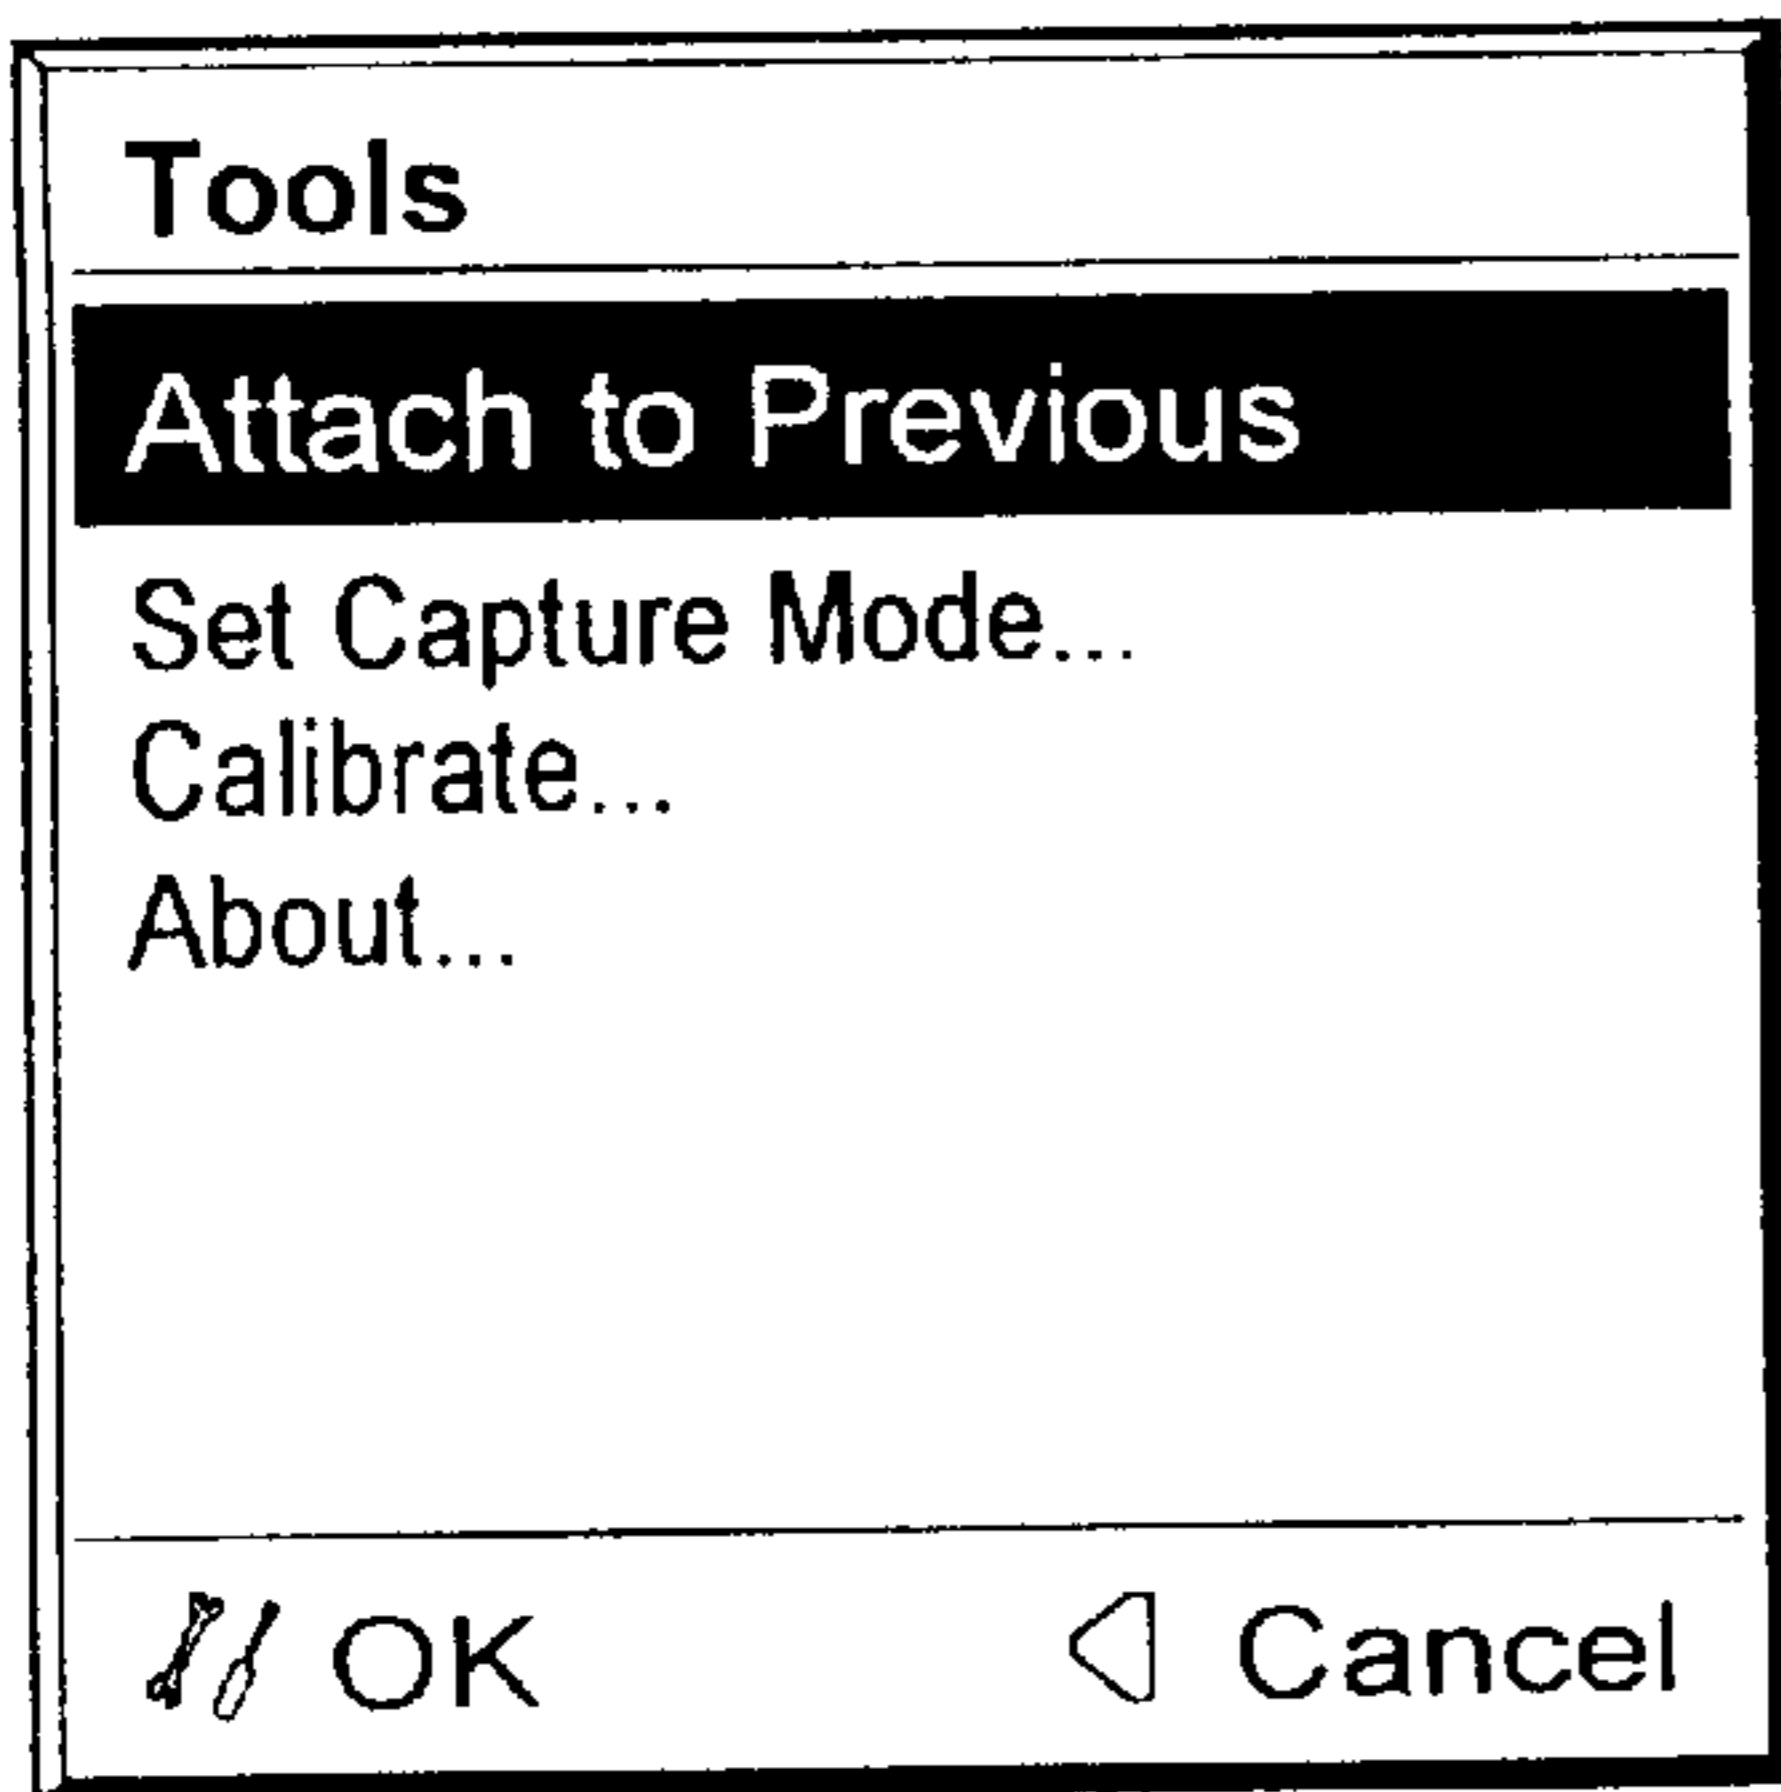 Tools
Attach to Previous
Set Capture Mode...
Calibrate...
About...
OK Cancel